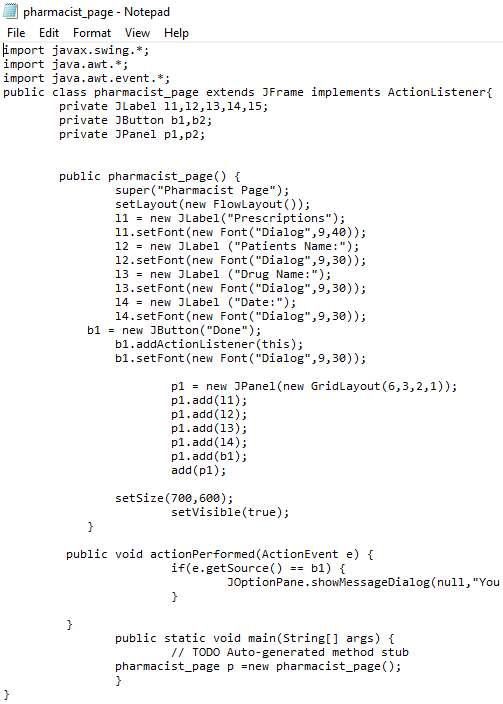 pharmacist_page - Notepad
File Edit Format View Help
import javax.swing.*;
import java.awt.*;
import java.awt.event.*;
public class pharmacist_page extends JFrame implements ActionListener{
private JLabel l1,l2,l3,l4,l5;
private JButton b1,b2;
private JPanel p1,p2;
public pharmacist_page() {
super("Pharmacist Page");
setLayout(new FlowLayout());
l1 = new JLabel("Prescriptions");
l1.setFont(new Font("Dialog",9,40));
l2 = new JLabel ("Patients Name:");
l2.setFont(new Font("Dialog",9,30));
l3 = new JLabel ("Drug Name:");
l3.setFont(new Font("Dialog",9,30));
l4 = new JLabel ("Date:");
l4.setFont(new Font("Dialog",9,30));
b1 = new JButton("Done");
b1.addActionListener(this);
b1.setFont(new Font("Dialog",9,30));
p1 = new JPanel(new GridLayout(6,3,2,1));
p1.add(l1);
p1.add(l2);
p1.add(l3);
p1.add(l4);
p1.add(b1);
add(p1);
setSize(700,600);
setVisible(true);
}
public void actionPerformed(ActionEvent e) {
if(e.getSource() == b1) {
JOptionPane.showMessageDialog(null,"You
}
}
public static void main(String[] args) {
// TODO Auto-generated method stub
pharmacist_page p =new pharmacist_page();
}
}